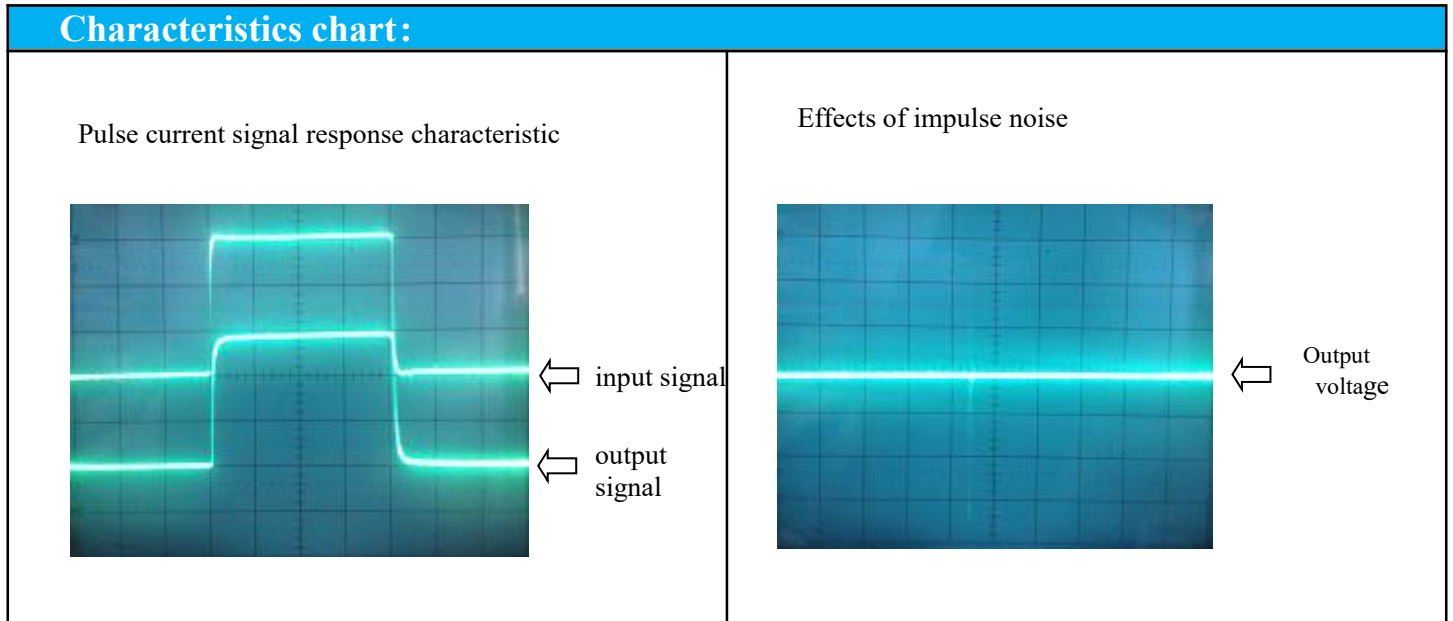 Characteristics chart:
Pulse current signal response characteristic
Effects of impulse noise
input signal
output
signal
Output
voltage